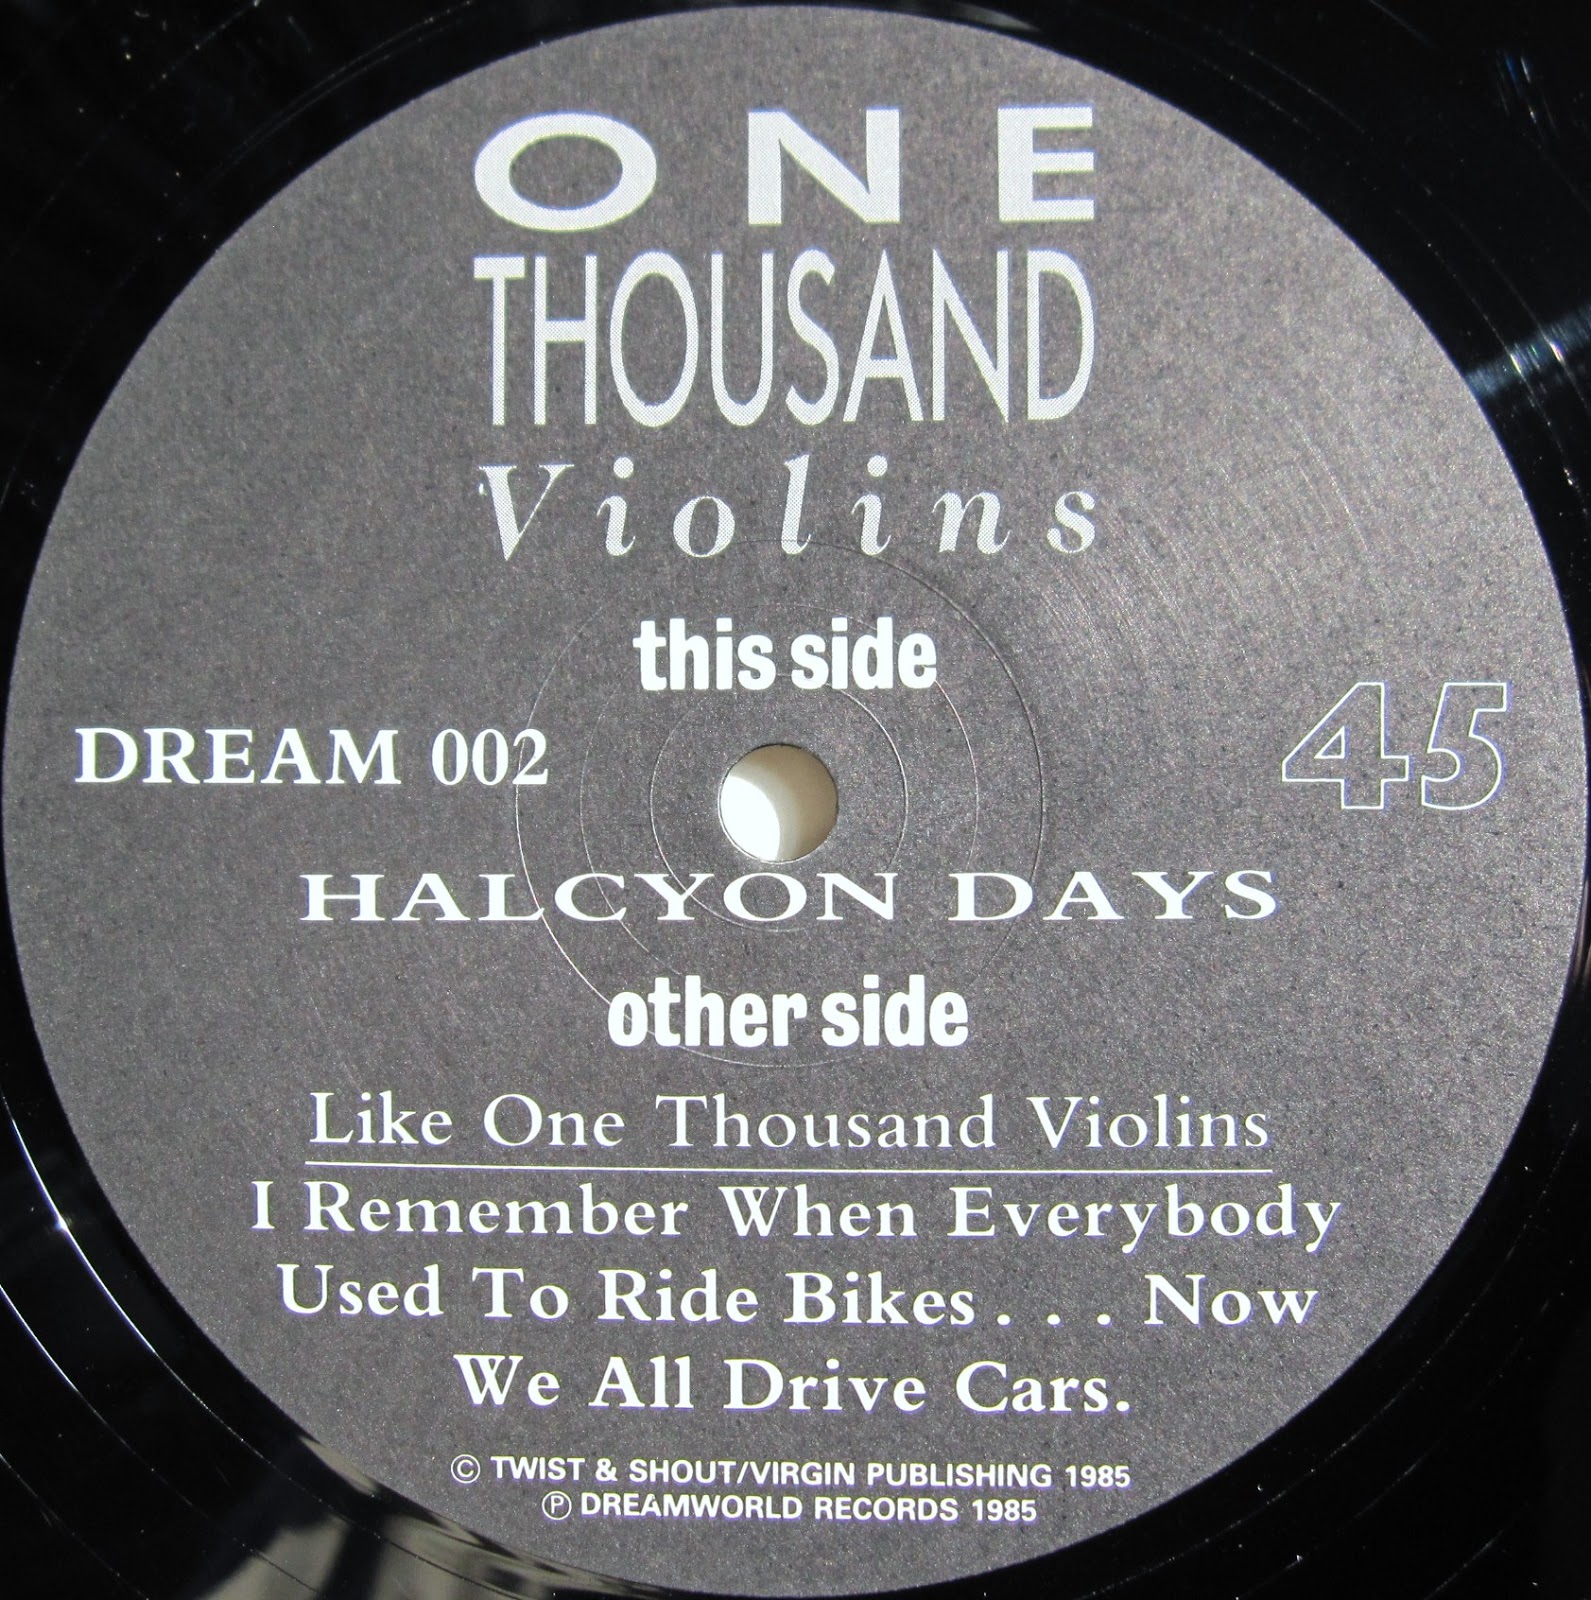 ONE
THOUSAND
Violins
this side
DREAM 002
45
HALCYON DAYS
other side
Like One Thousand Violins
I Remember When Everybody
Used To Ride Bikes . . . Now
We All Drive Cars.
© TWIST & SHOUT/VIRGIN PUBLISHING 1985
℗ DREAMWORLD RECORDS 1985